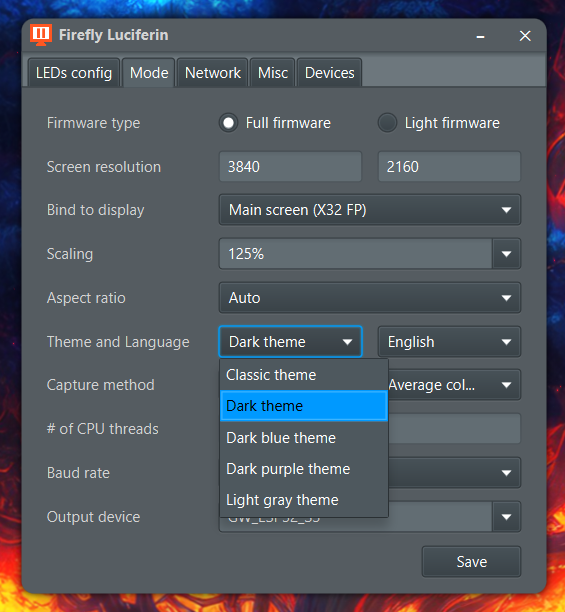 Firefly Luciferin
LEDs config Mode Network Misc Devices
Firmware type Full firmware Light firmware
Screen resolution 3840 2160
Bind to display Main screen (X32 FP)
Scaling 125%
Aspect ratio Auto
Theme and Language Dark theme English
Classic theme
Capture method Average col...
Dark theme
# of CPU threads
Dark blue theme
Baud rate
Dark purple theme
Light gray theme
Output device
Save